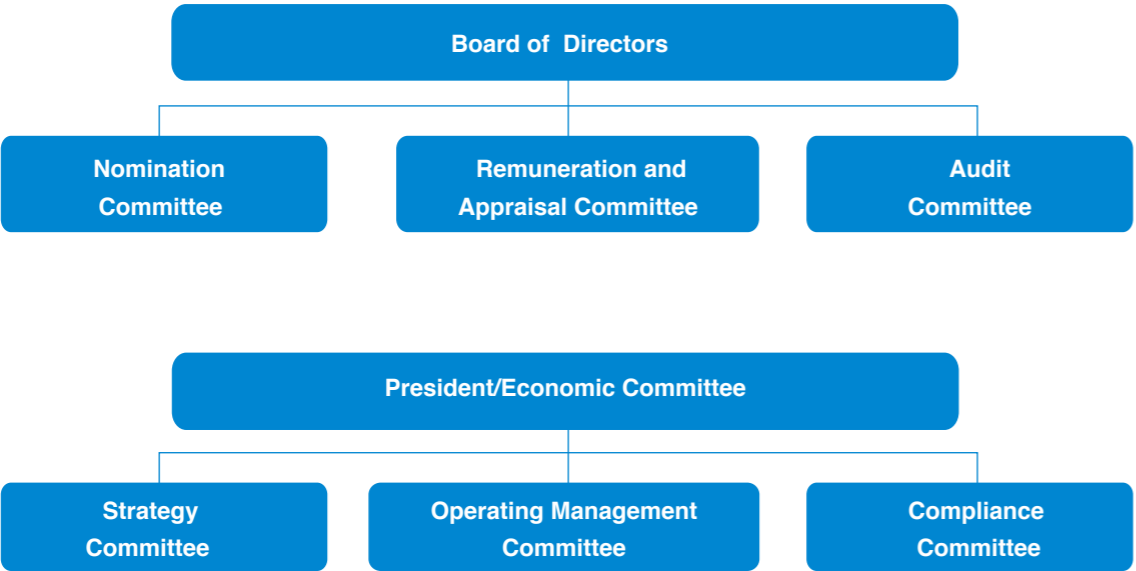 Board of Directors
Nomination
Committee
Remuneration and
Appraisal Committee
Audit
Committee
President/Economic Committee
Strategy
Committee
Operating Management
Committee
Compliance
Committee